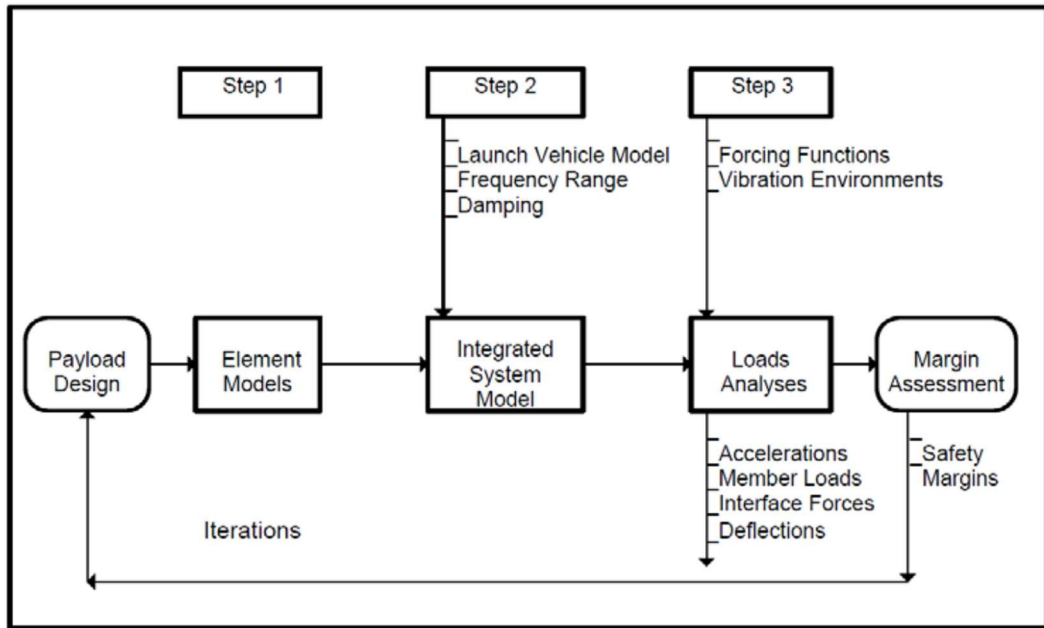 Step 1
Step 2
Step 3
Launch Vehicle Model
Frequency Range
Damping
Forcing Functions
Vibration Environments
Payload
Design
Element
Models
Integrated
System
Model
Loads
Analyses
Margin
Assessment
Accelerations
Member Loads
Interface Forces
Deflections
Safety
Margins
Iterations